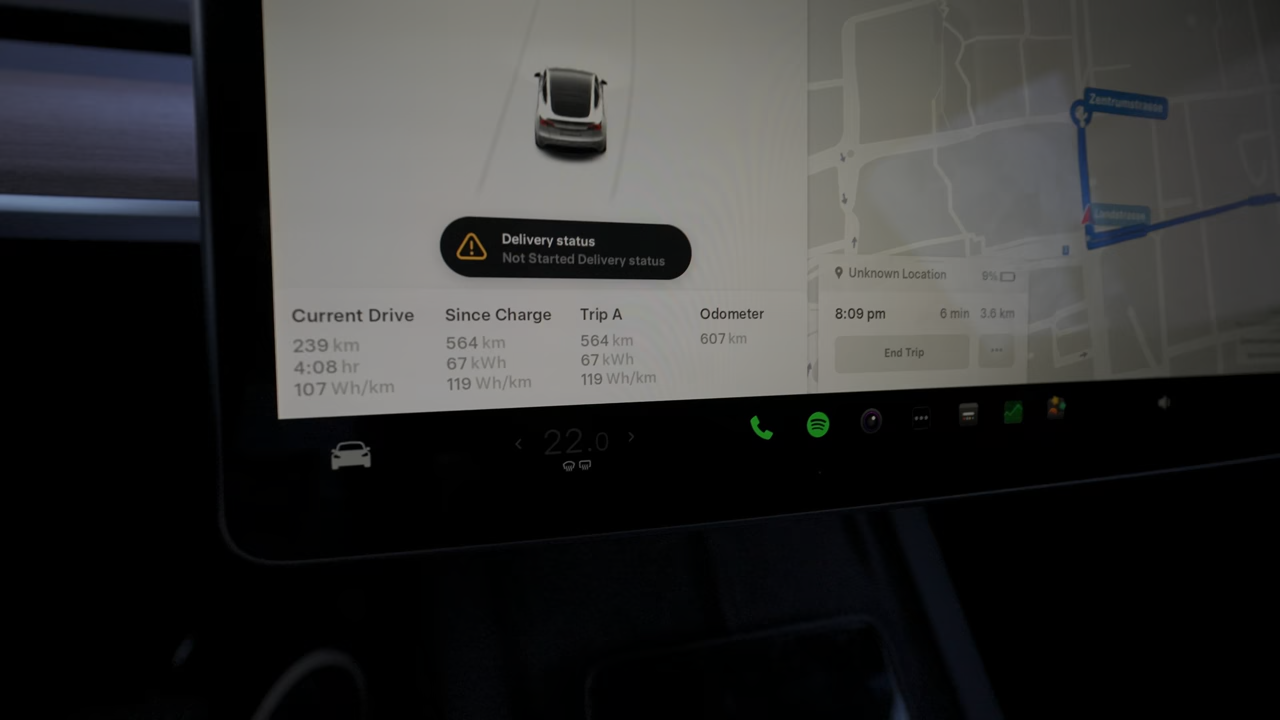 Zentrumstrasse
Landstrasse
Delivery status
Not Started Delivery status
Unknown Location
9%
8:09 pm
6 min
3.6 km
End Trip
...
Current Drive
239 km
4:08 hr
107 Wh/km
Since Charge
564 km
67 kWh
119 Wh/km
Trip A
564 km
67 kWh
119 Wh/km
Odometer
607 km
22.0